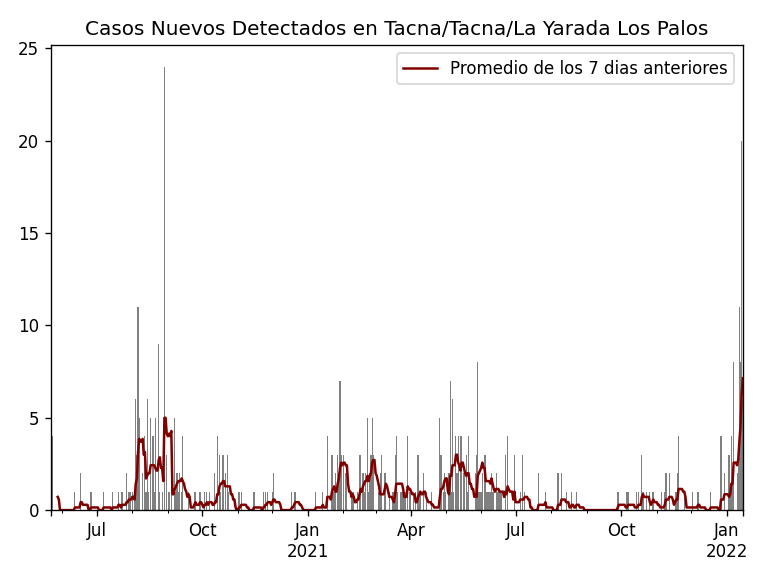 Casos Nuevos Detectados en Tacna/Tacna/La Yarada Los Palos
Promedio de los 7 dias anteriores
25
20
15
10
5
0
Jul Oct Jan Apr Jul Oct Jan
2021 2022